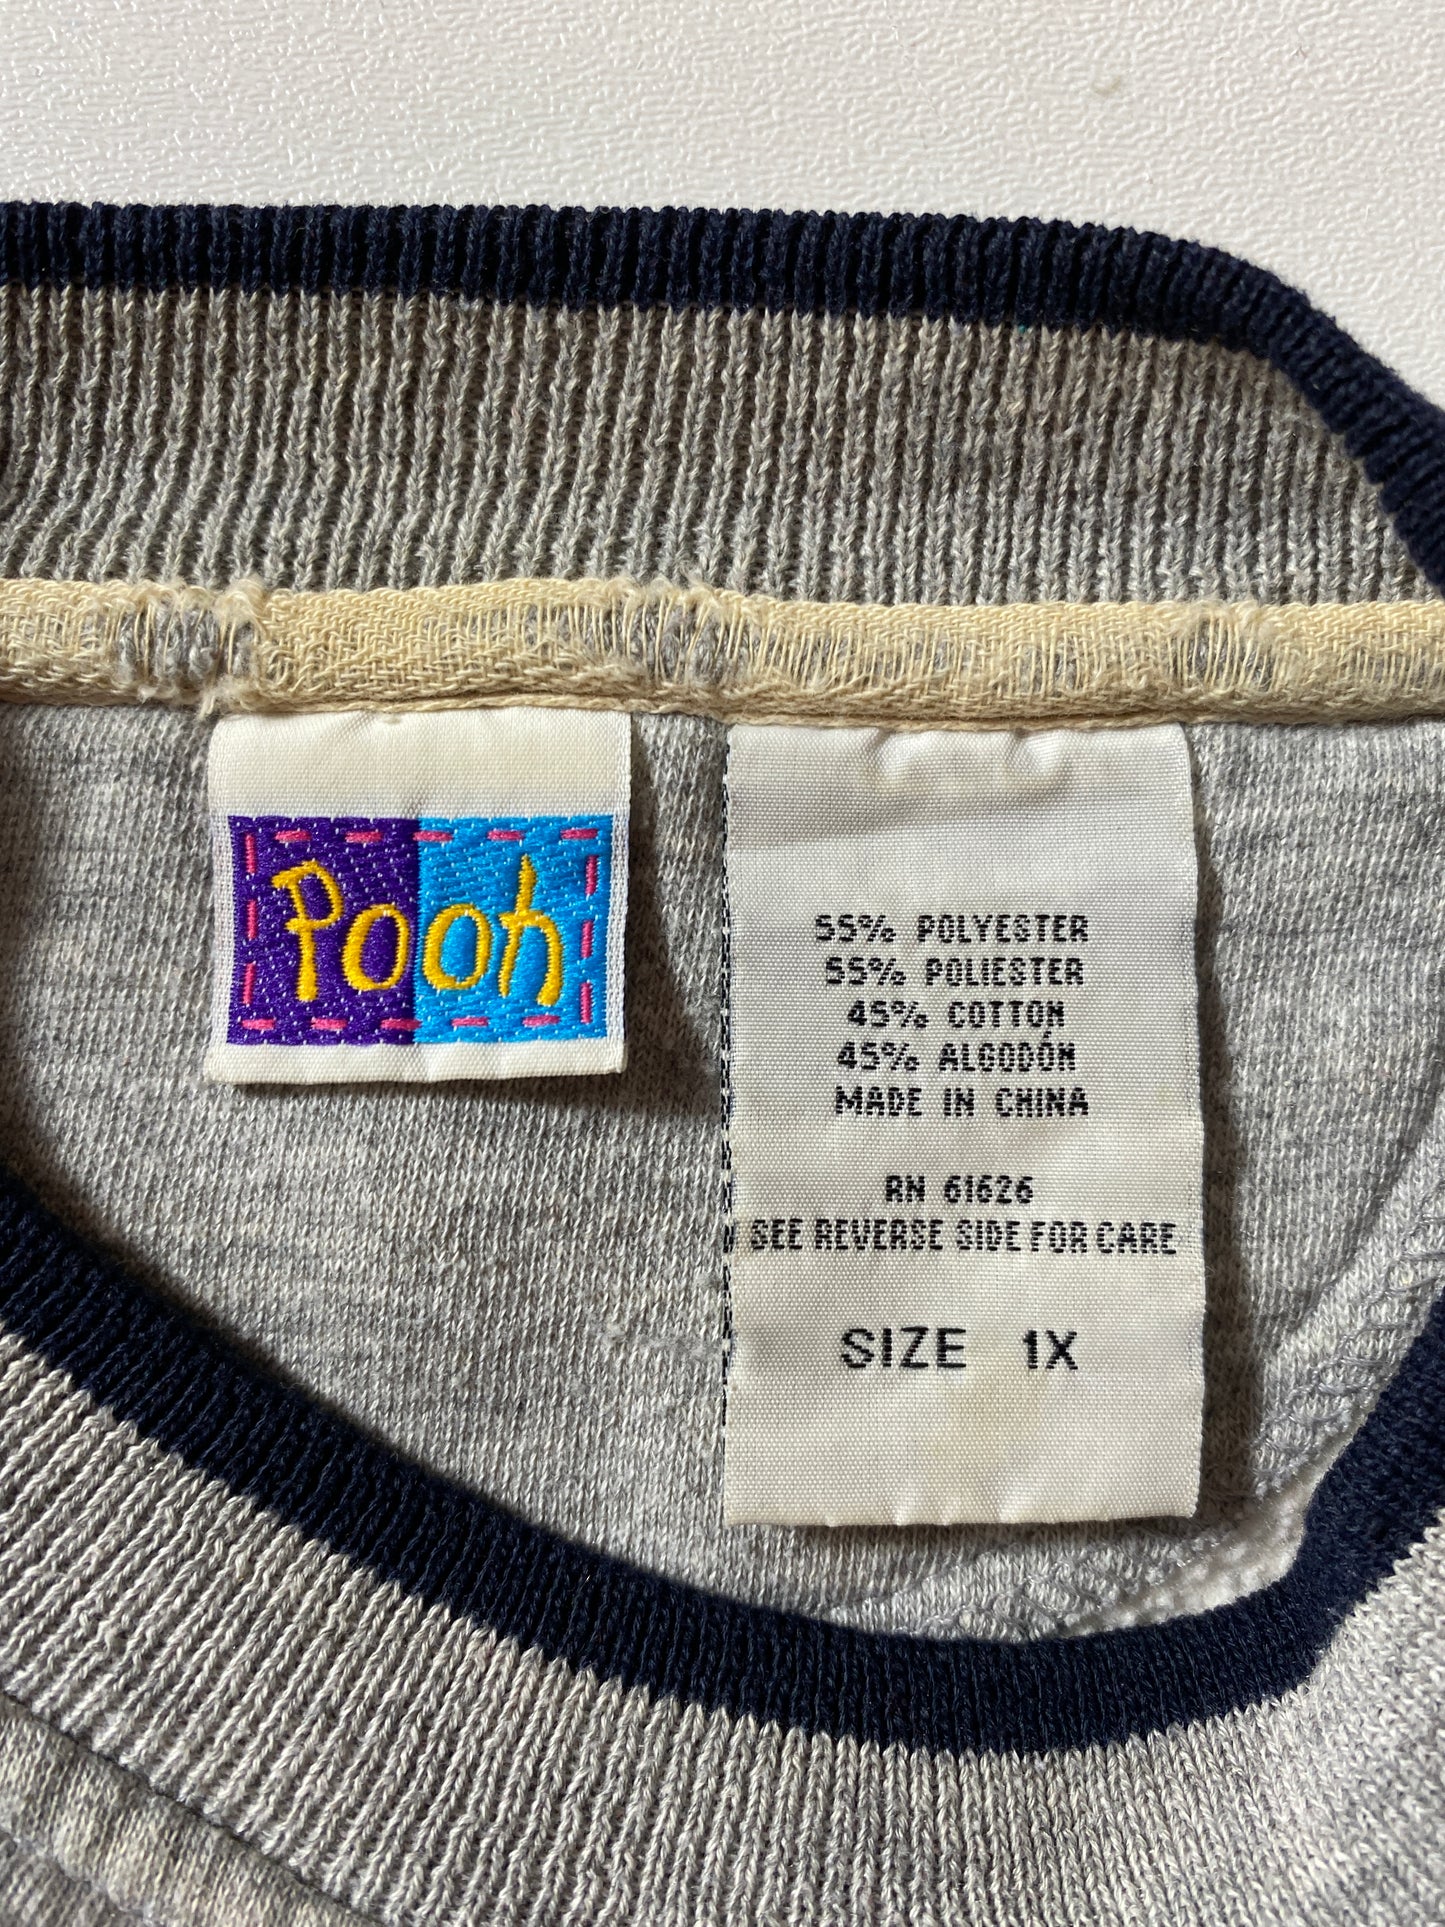 Pooh
55% POLYESTER
55% POLIESTER
45% COTTON
45% ALGODÓN
MADE IN CHINA
RN 61626
SEE REVERSE SIDE FOR CARE
SIZE 1X